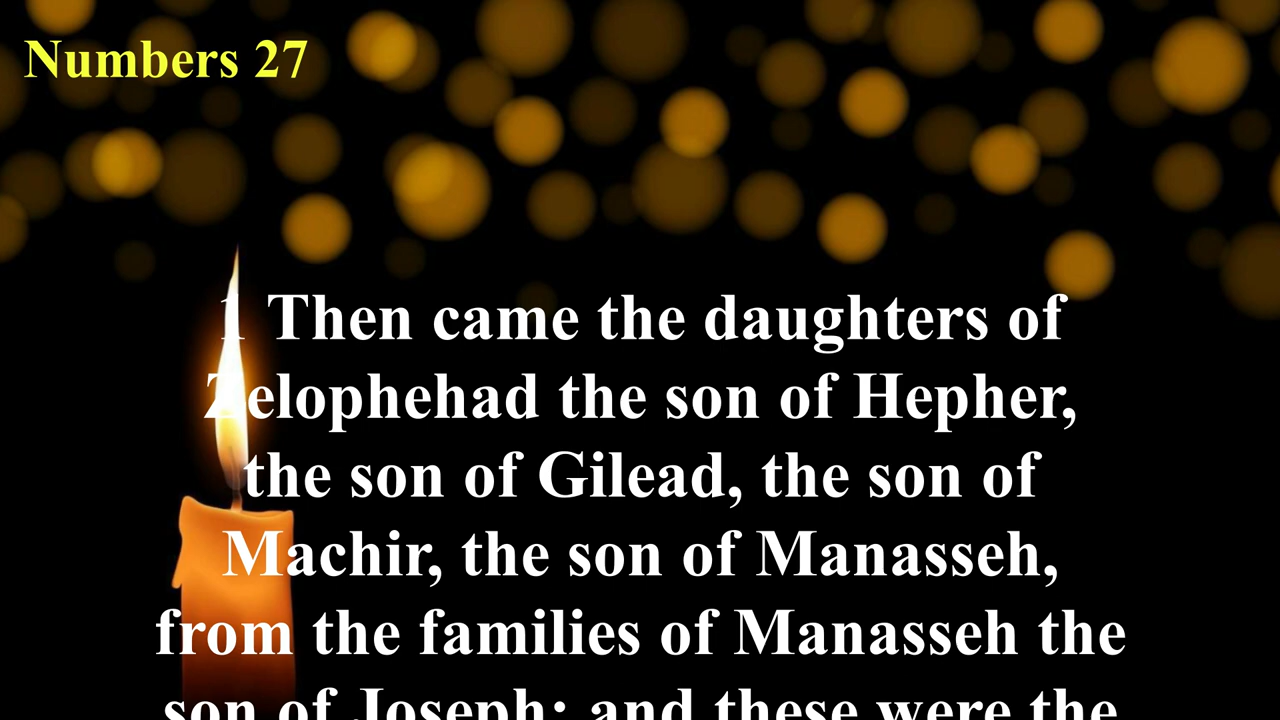 Numbers 27
1 Then came the daughters of
Zelophehad the son of Hepher,
the son of Gilead, the son of
Machir, the son of Manasseh,
from the families of Manasseh the
son of Joseph; and these were the